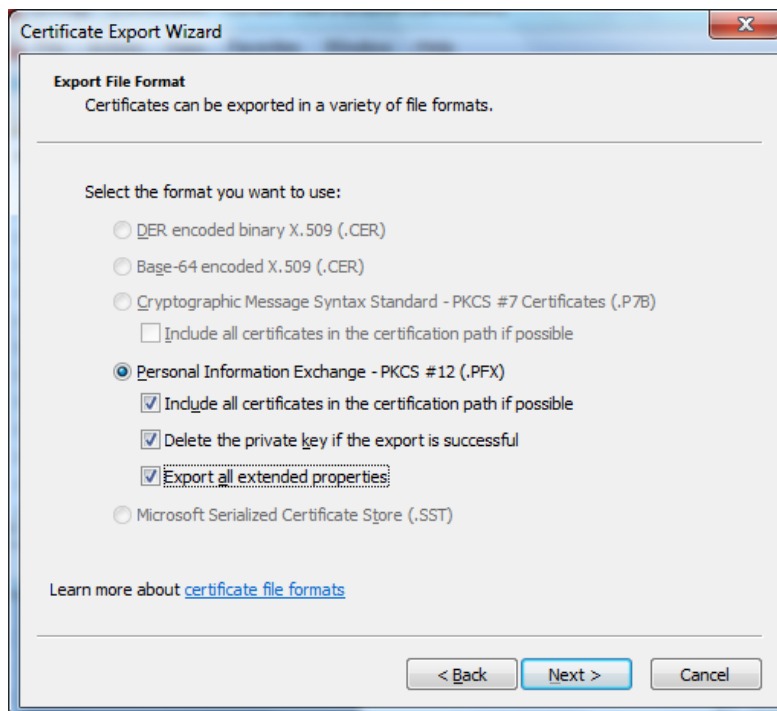 Certificate Export Wizard
Export File Format
Certificates can be exported in a variety of file formats.
Select the format you want to use:
DER encoded binary X.509 (.CER)
Base-64 encoded X.509 (.CER)
Cryptographic Message Syntax Standard - PKCS #7 Certificates (.P7B)
Include all certificates in the certification path if possible
Personal Information Exchange - PKCS #12 (.PFX)
Include all certificates in the certification path if possible
Delete the private key if the export is successful
Export all extended properties
Microsoft Serialized Certificate Store (.SST)
Learn more about certificate file formats
< Back Next > Cancel